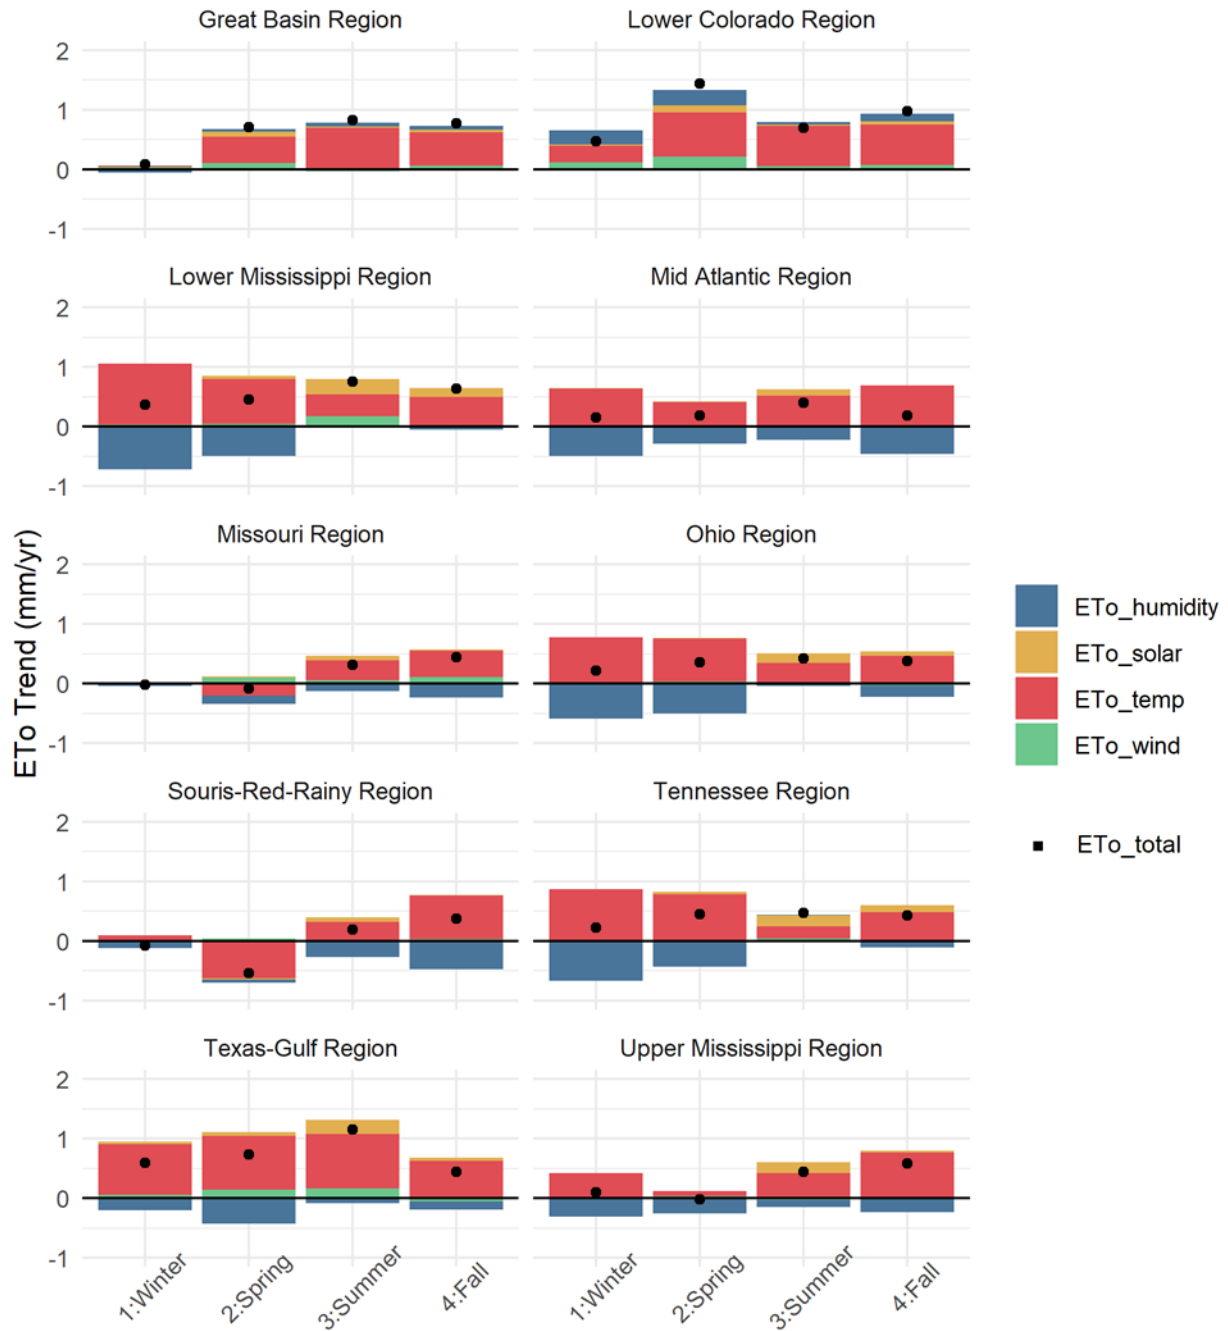 Great Basin Region
Lower Colorado Region
2
1
0
-1
Lower Mississippi Region
Mid Atlantic Region
2
1
0
-1
Missouri Region
Ohio Region
2
1
0
-1
Souris-Red-Rainy Region
Tennessee Region
2
1
0
-1
Texas-Gulf Region
Upper Mississippi Region
2
1
0
-1
1:Winter
2:Spring
3:Summer
4:Fall
1:Winter
2:Spring
3:Summer
4:Fall
ETo Trend (mm/yr)
ETo_humidity
ETo_solar
ETo_temp
ETo_wind
ETo_total